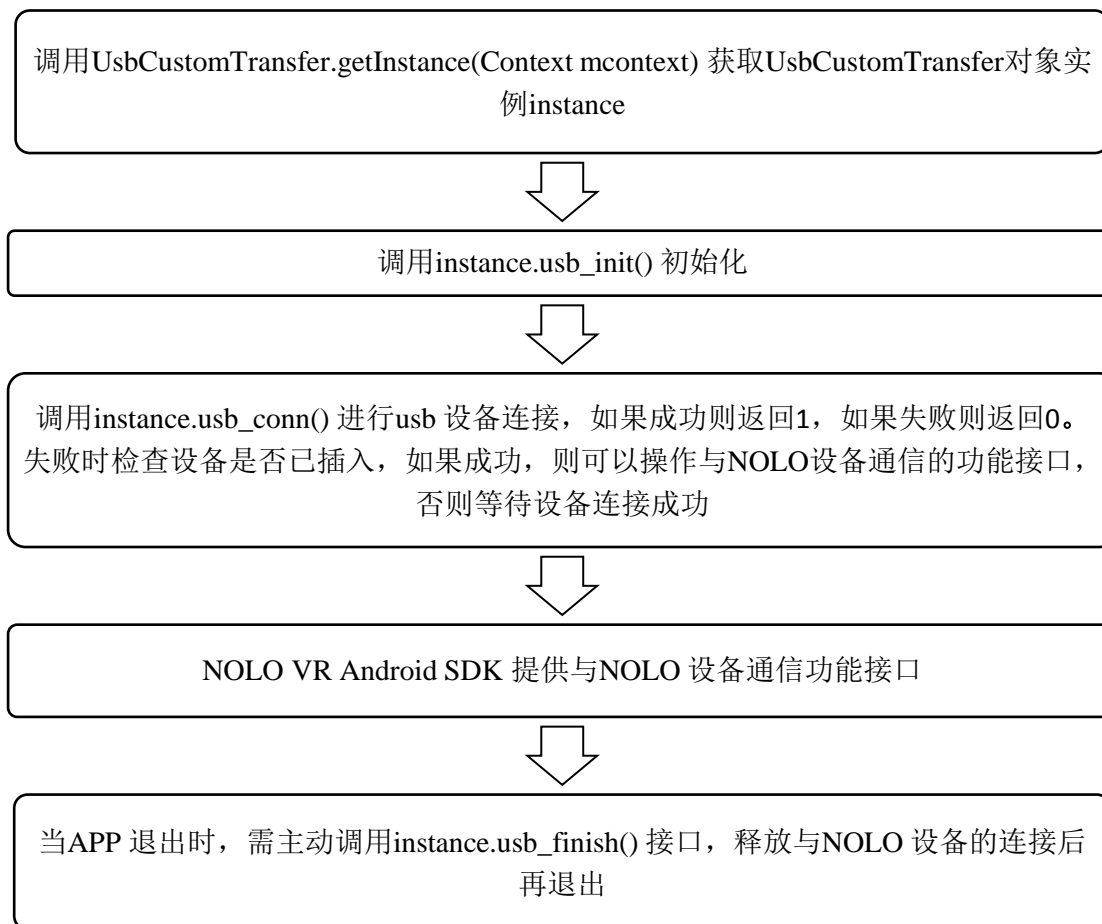 调用UsbCustomTransfer.getInstance(Context mcontext) 获取UsbCustomTransfer对象实
例instance
调用instance.usb_init() 初始化
调用instance.usb_conn() 进行usb 设备连接，如果成功则返回1，如果失败则返回0。
失败时检查设备是否已插入，如果成功，则可以操作与NOLO设备通信的功能接口，
否则等待设备连接成功
NOLO VR Android SDK 提供与NOLO 设备通信功能接口
当APP 退出时，需主动调用instance.usb_finish() 接口，释放与NOLO 设备的连接后
再退出